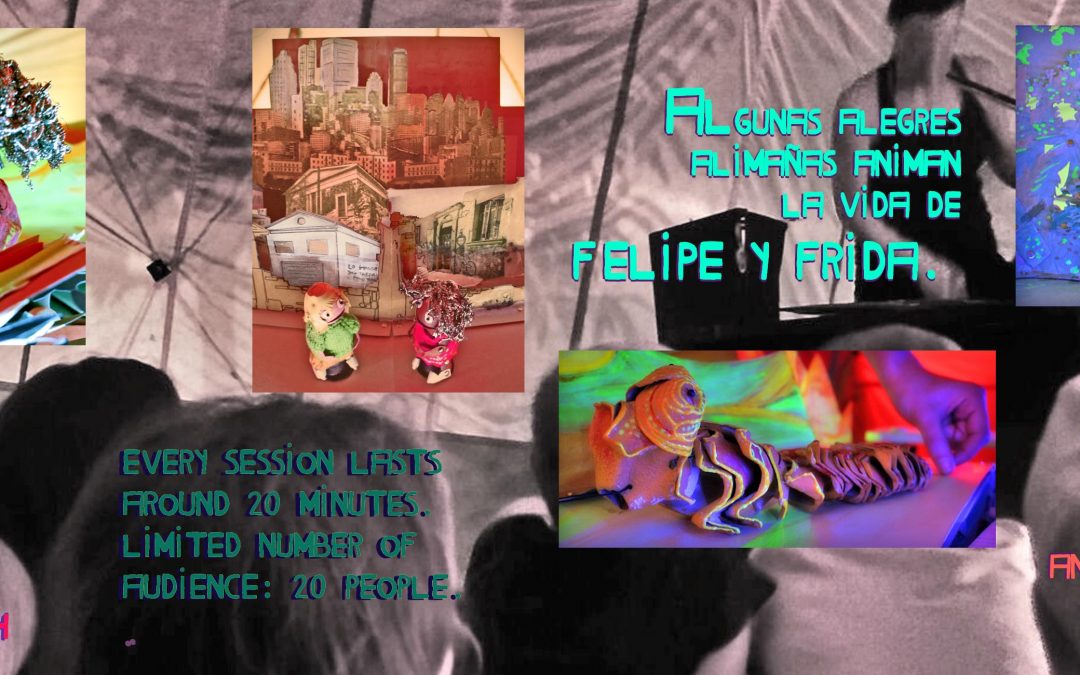 Algunas alegres
alimañas animan
la vida de
Felipe y Frida.
Every session lasts
around 20 minutes.
Limited number of
audience: 20 people.
An